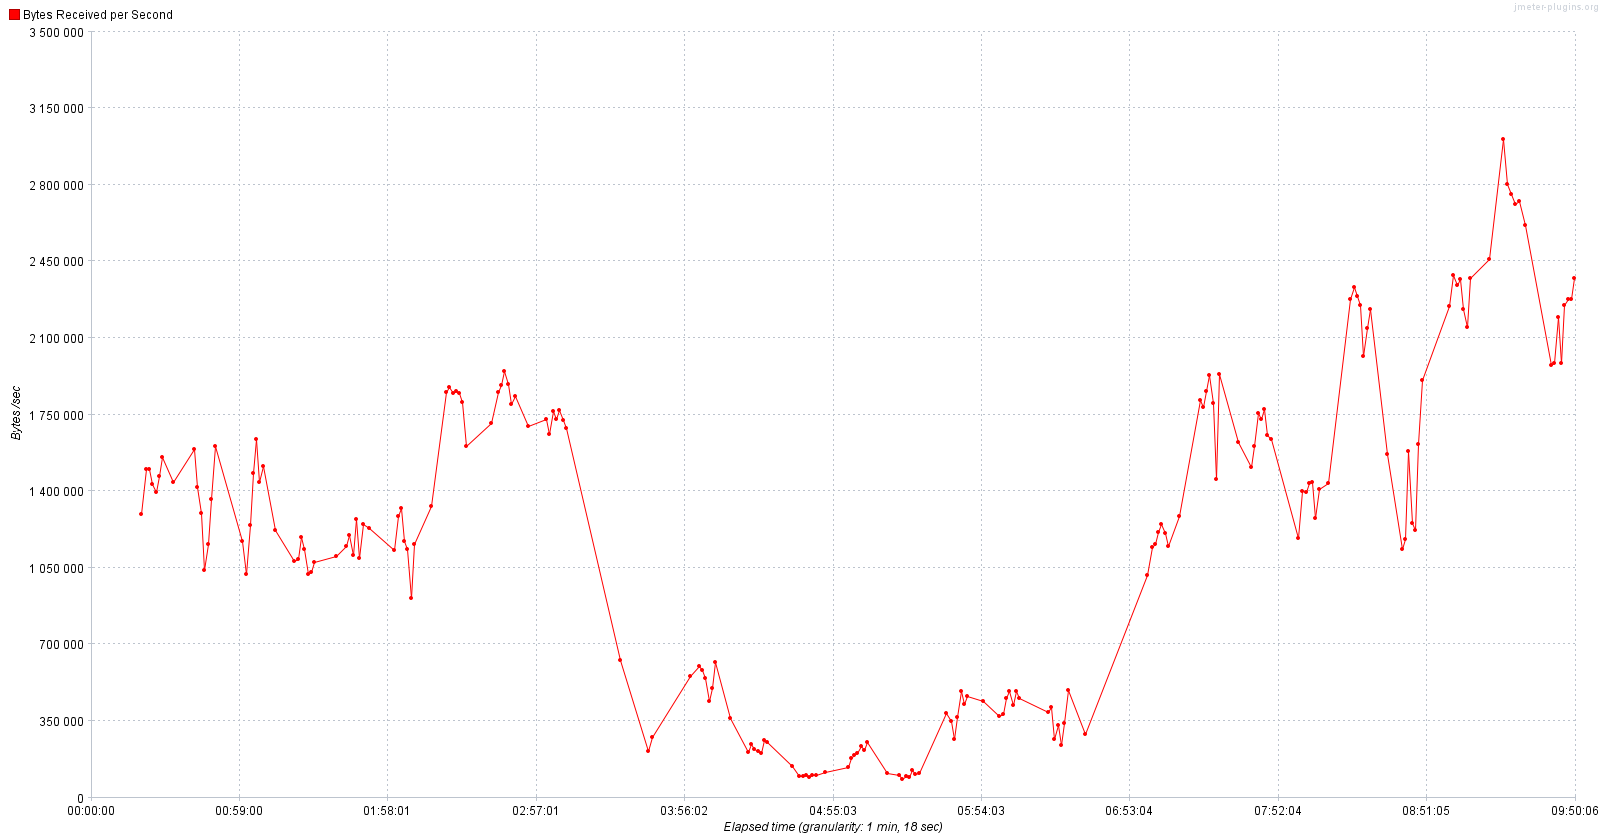 jmeter-plugins.org
Bytes Received per Second
3 500 000
3 150 000
2 800 000
2 450 000
2 100 000
1 750 000
1 400 000
1 050 000
700 000
350 000
0
Bytes /sec
00:00:00 00:59:00 01:58:01 02:57:01 03:56:02 04:55:03 05:54:03 06:53:04 07:52:04 08:51:05 09:50:06
Elapsed time (granularity: 1 min, 18 sec)